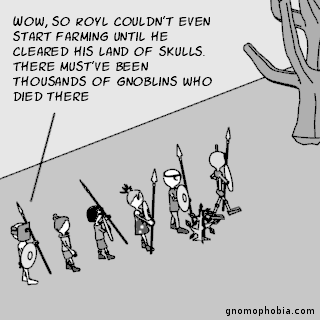 WOW, SO ROYL COULDN'T EVEN
START FARMING UNTIL HE
CLEARED HIS LAND OF SKULLS.
THERE MUST'VE BEEN
THOUSANDS OF GNOBLINS WHO
DIED THERE
gnomophobia.com